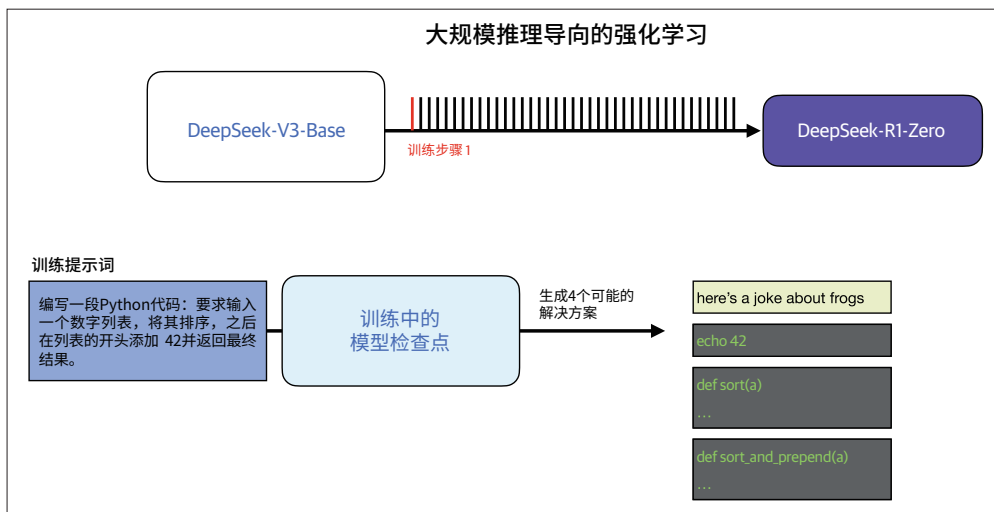 大规模推理导向的强化学习
DeepSeek-V3-Base
DeepSeek-R1-Zero
训练步骤 1
训练提示词
编写一段Python代码：要求输入
一个数字列表，将其排序，之后
在列表的开头添加 42并返回最终
结果。
训练中的
模型检查点
生成4个可能的
解决方案
here's a joke about frogs
echo 42
def sort(a)
...
def sort_and_prepend(a)
...